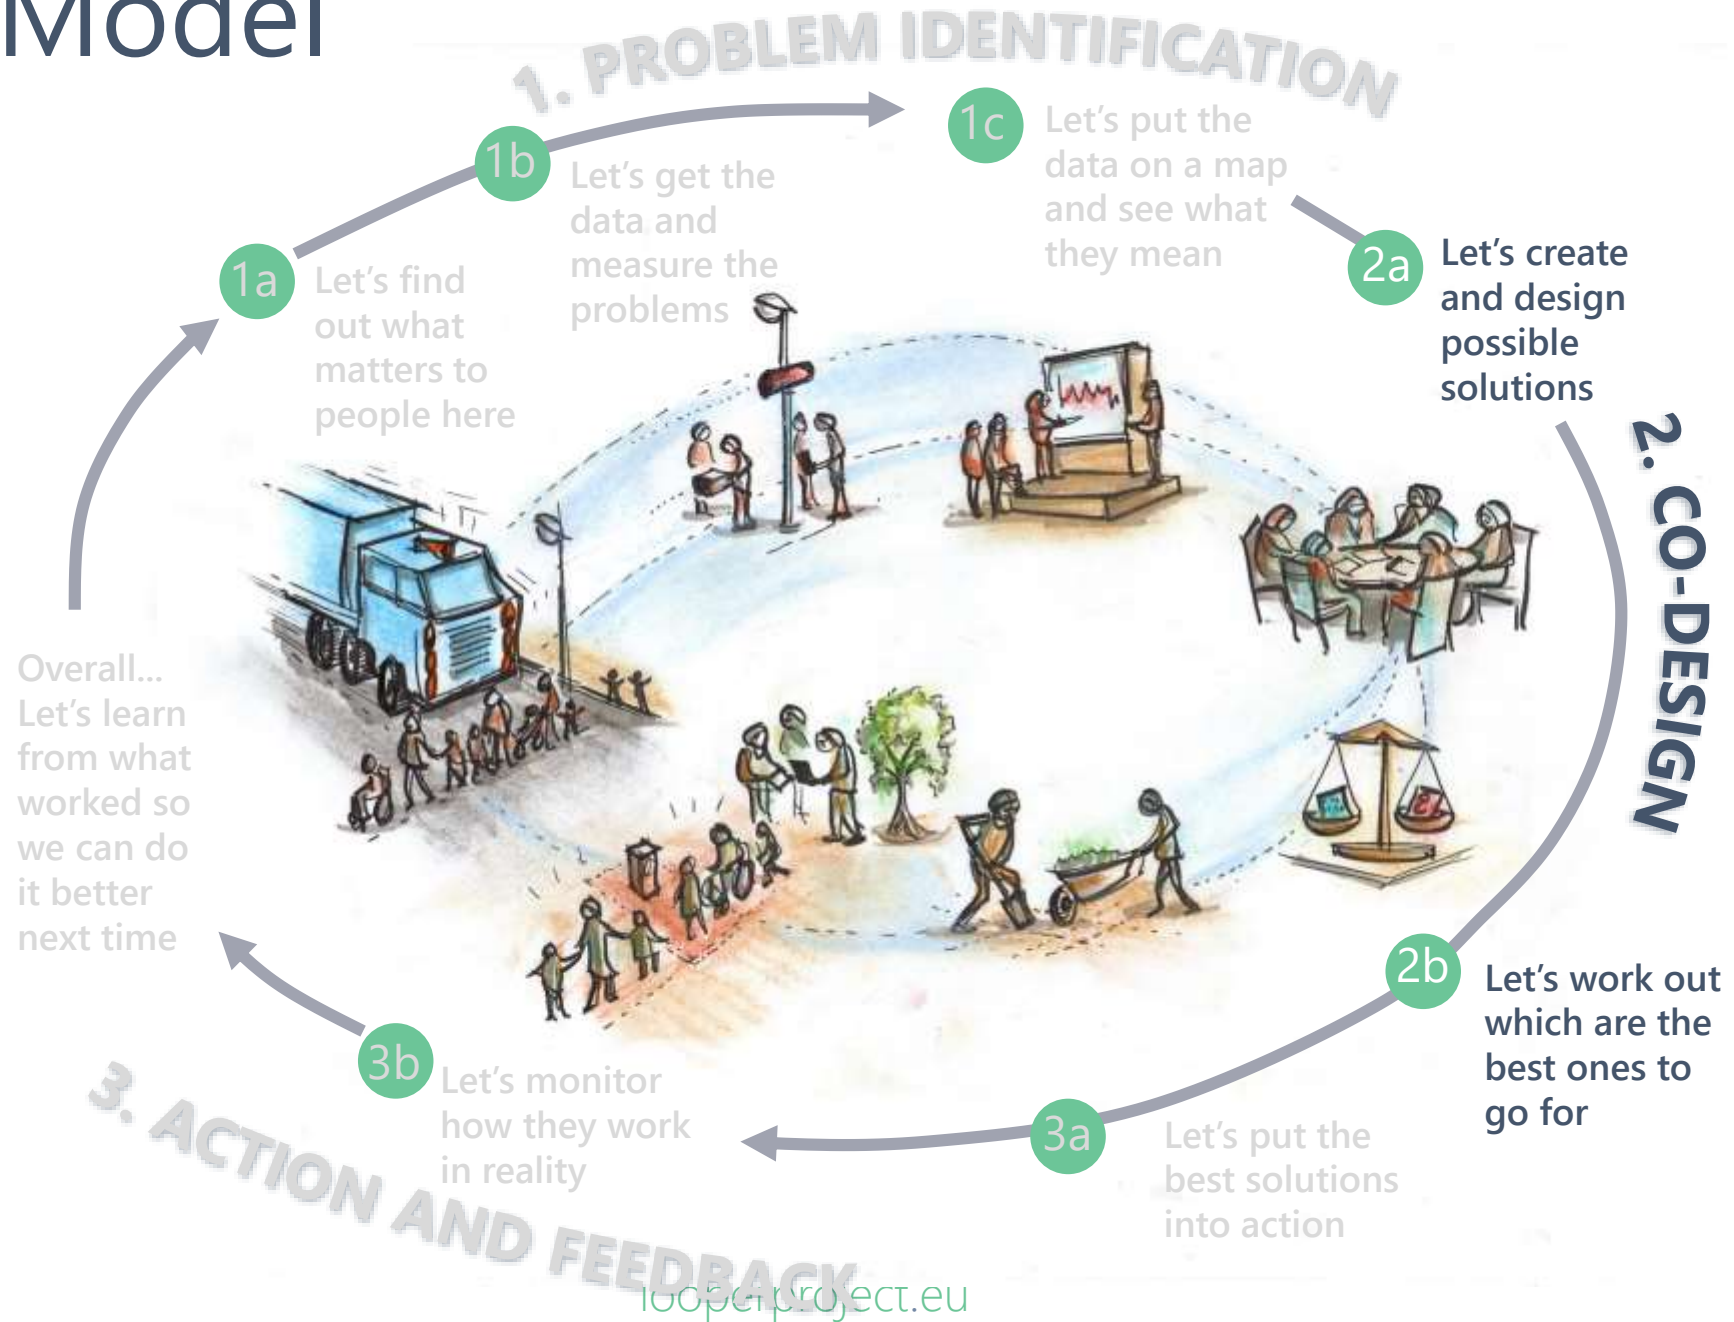 Model
1. PROBLEM IDENTIFICATION
1a
Let's find
out what
matters to
people here
1b
Let's get the
data and
measure the
problems
1c
Let's put the
data on a map
and see what
they mean
2a
Let's create
and design
possible
solutions
2. CO-DESIGN
2b
Let's work out
which are the
best ones to
go for
3a
Let's put the
best solutions
into action
3b
Let's monitor
how they work
in reality
3. ACTION AND FEEDBACK
Overall...
Let's learn
from what
worked so
we can do
it better
next time
looperproject.eu